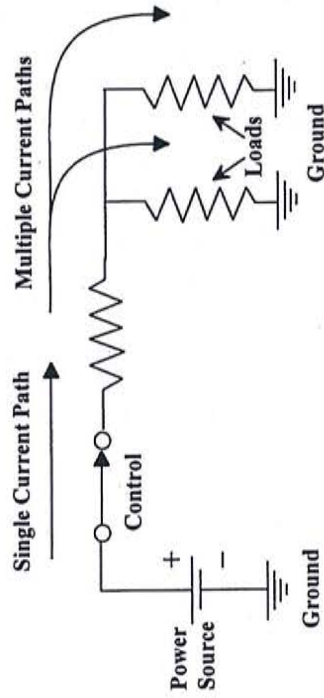 Single Current Path
Multiple Current Paths
Control
Power
Source
+
−
Loads
Ground
Ground